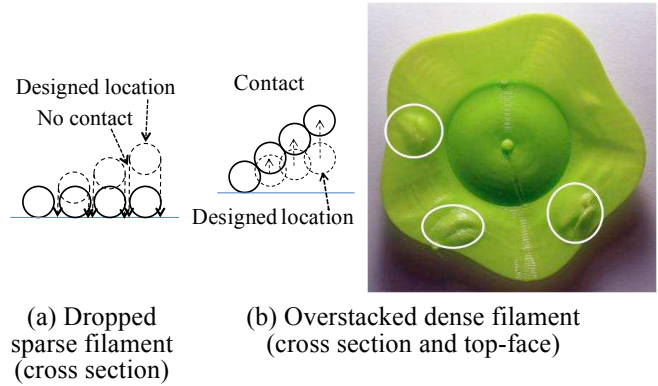 Designed location
No contact
Contact
Designed location
(a) Dropped
sparse filament
(cross section)
(b) Overstacked dense filament
(cross section and top-face)